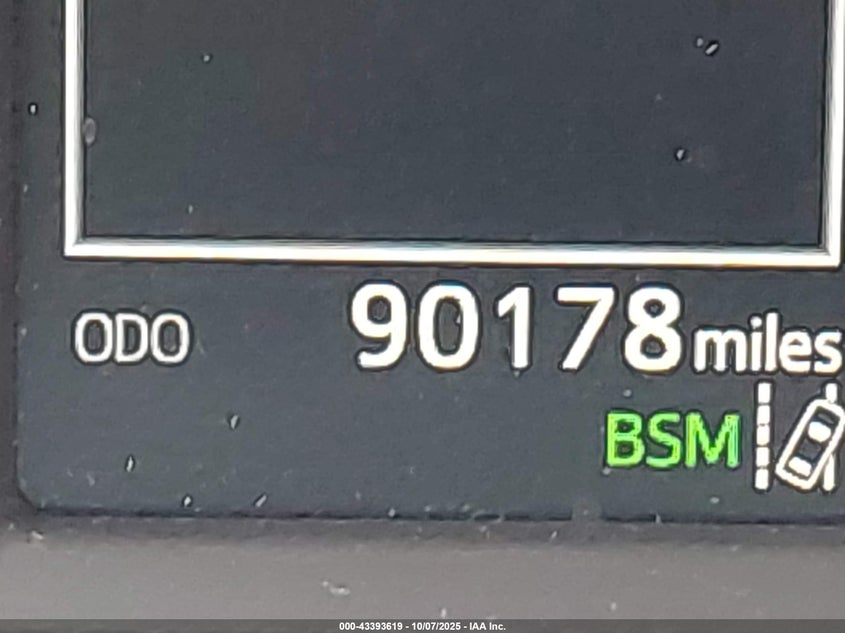 ODO 90178 miles
BSM
000-43393619 - 10/07/2025 - IAA Inc.